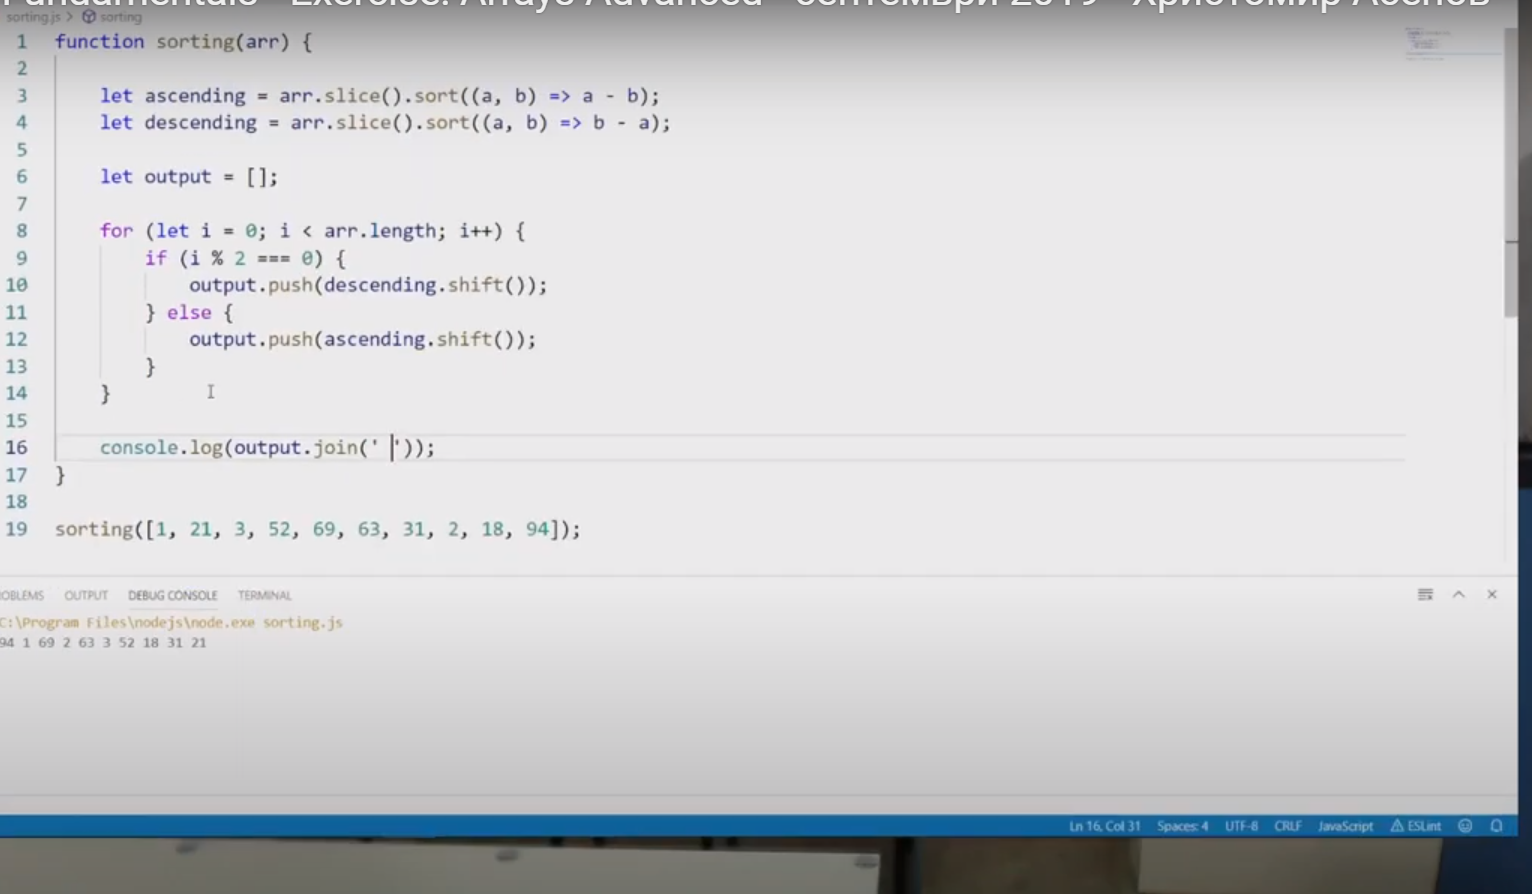 Fundamentals - Exercise: Arrays Advanced - септември 2019 - Христомир Асенов
sorting.js > sorting
1 function sorting(arr) {
2
3 let ascending = arr.slice().sort((a, b) => a - b);
4 let descending = arr.slice().sort((a, b) => b - a);
5
6 let output = [];
7
8 for (let i = 0; i < arr.length; i++) {
9 if (i % 2 === 0) {
10 output.push(descending.shift());
11 } else {
12 output.push(ascending.shift());
13 }
14 }
15
16 console.log(output.join(' '));
17 }
18
19 sorting([1, 21, 3, 52, 69, 63, 31, 2, 18, 94]);
OBLEMS OUTPUT DEBUG CONSOLE TERMINAL
C:\Program Files\nodejs\node.exe sorting.js
94 1 69 2 63 3 52 18 31 21
Ln 16, Col 31 Spaces: 4 UTF-8 CRLF JavaScript ESLint